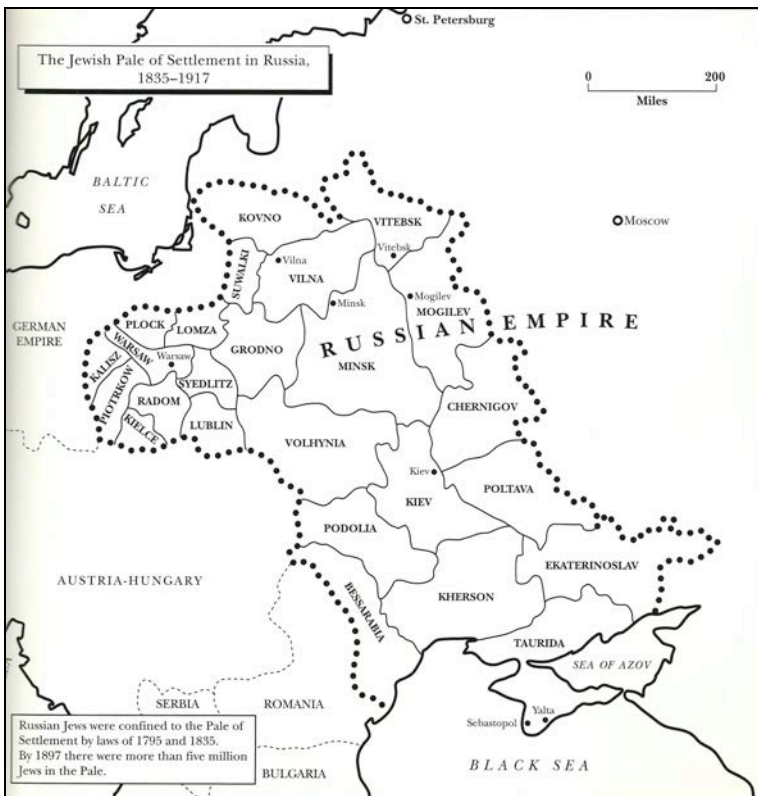 St. Petersburg
The Jewish Pale of Settlement in Russia,
1835–1917
0 200
Miles
BALTIC
SEA
Moscow
KOVNO
VITEBSK
Vitebsk
SUWALKI
Vilna
VILNA
Minsk
Mogilev
MOGILEV
RUSSIAN EMPIRE
GERMAN
EMPIRE
PLOCK
LOMZA
WARSAW
Warsaw
GRODNO
MINSK
KALISZ
PIOTRKOW
SYEDLITZ
RADOM
KIELCE
LUBLIN
CHERNIGOV
VOLHYNIA
Kiev
KIEV
POLTAVA
PODOLIA
AUSTRIA-HUNGARY
BESSARABIA
EKATERINOSLAV
KHERSON
TAURIDA
SEA OF AZOV
SERBIA
ROMANIA
Yalta
Sebastopol
Russian Jews were confined to the Pale of
Settlement by laws of 1795 and 1835.
By 1897 there were more than five million
Jews in the Pale.
BULGARIA
BLACK SEA